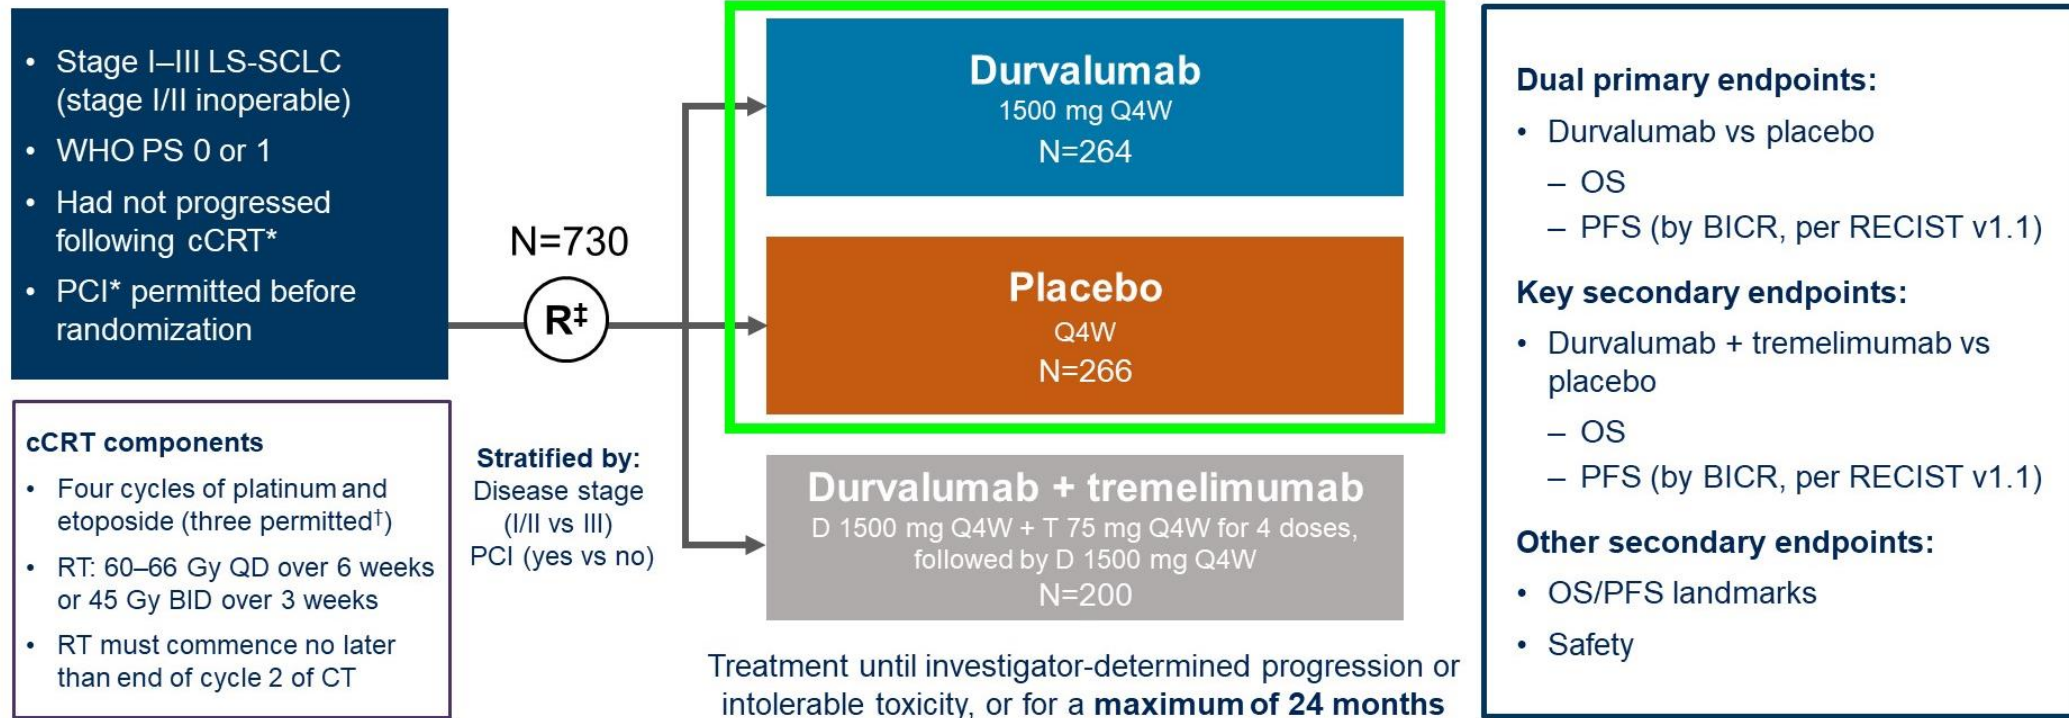 • Stage I–III LS-SCLC
(stage I/II inoperable)
• WHO PS 0 or 1
• Had not progressed
following cCRT*
• PCI* permitted before
randomization
cCRT components
• Four cycles of platinum and
etoposide (three permitted†)
• RT: 60–66 Gy QD over 6 weeks
or 45 Gy BID over 3 weeks
• RT must commence no later
than end of cycle 2 of CT
N=730
R‡
Stratified by:
Disease stage
(I/II vs III)
PCI (yes vs no)
Durvalumab
1500 mg Q4W
N=264
Placebo
Q4W
N=266
Durvalumab + tremelimumab
D 1500 mg Q4W + T 75 mg Q4W for 4 doses,
followed by D 1500 mg Q4W
N=200
Treatment until investigator-determined progression or
intolerable toxicity, or for a maximum of 24 months
Dual primary endpoints:
• Durvalumab vs placebo
– OS
– PFS (by BICR, per RECIST v1.1)
Key secondary endpoints:
• Durvalumab + tremelimumab vs
placebo
– OS
– PFS (by BICR, per RECIST v1.1)
Other secondary endpoints:
• OS/PFS landmarks
• Safety